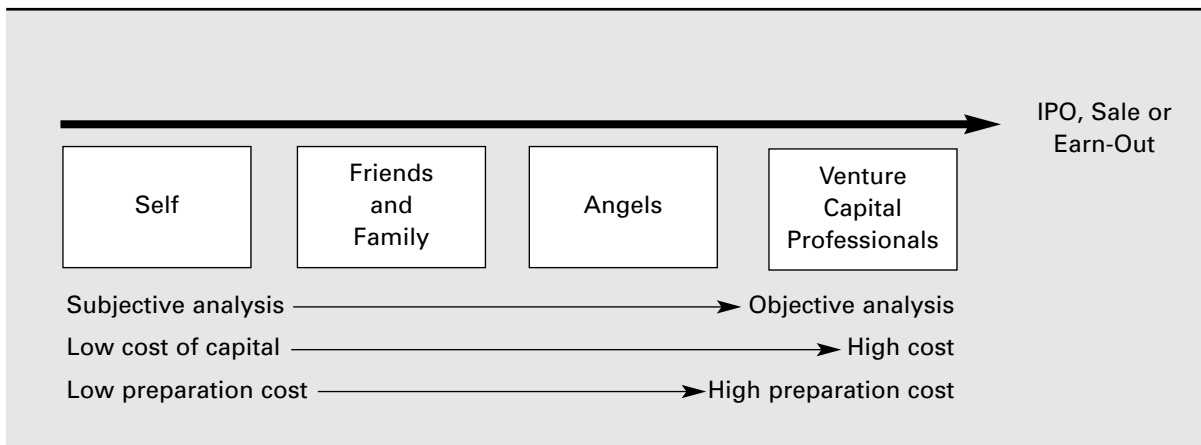 IPO, Sale or
Earn-Out
Self
Friends
and
Family
Angels
Venture
Capital
Professionals
Subjective analysis
Objective analysis
Low cost of capital
High cost
Low preparation cost
High preparation cost